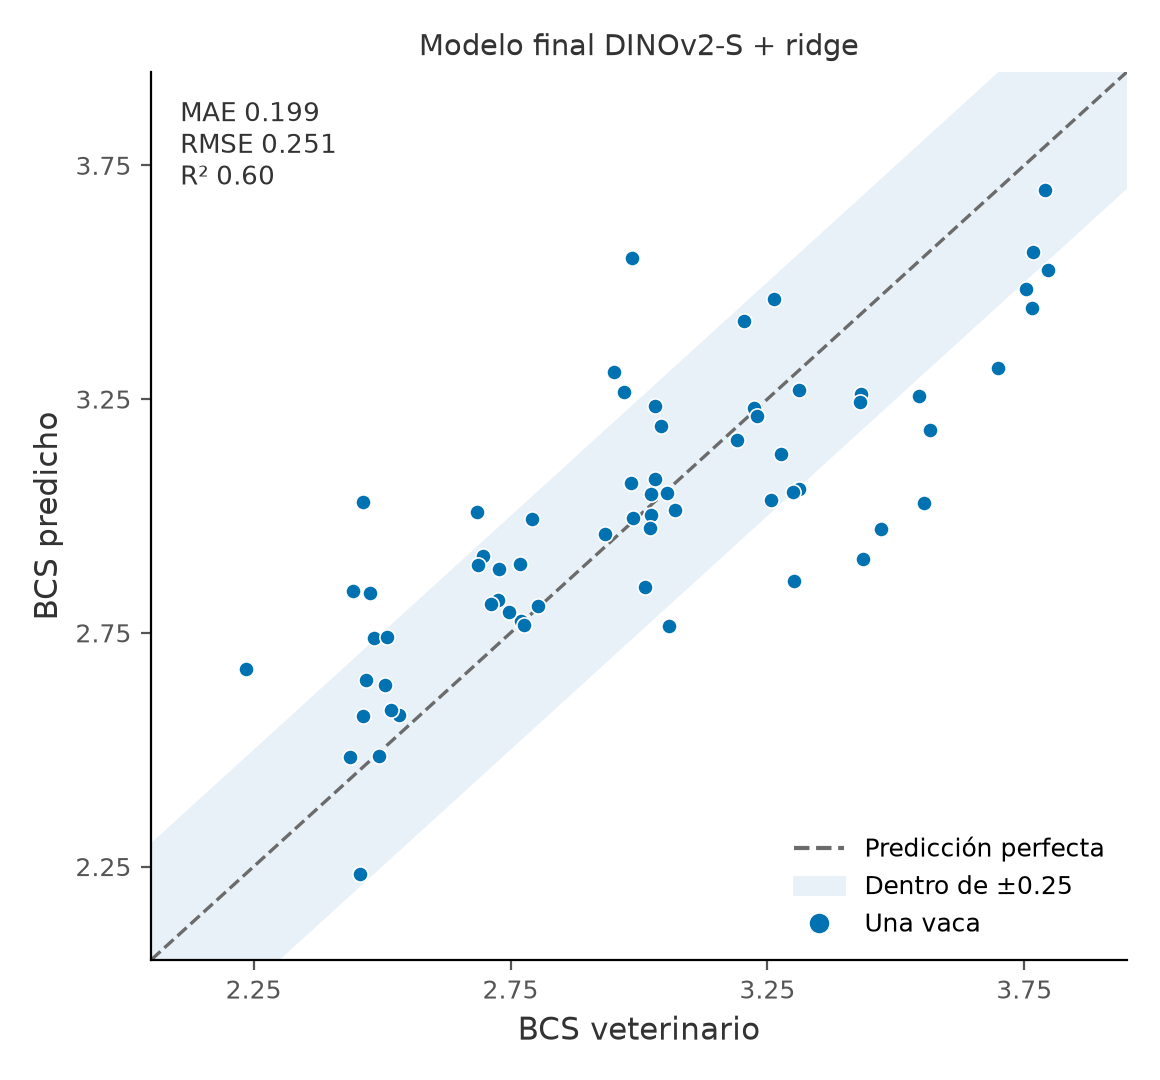 Modelo final DINOv2-S + ridge
MAE 0.199
RMSE 0.251
R² 0.60
3.75
3.25
2.75
2.25
BCS predicho
Predicción perfecta
Dentro de ±0.25
Una vaca
2.25
2.75
3.25
3.75
BCS veterinario